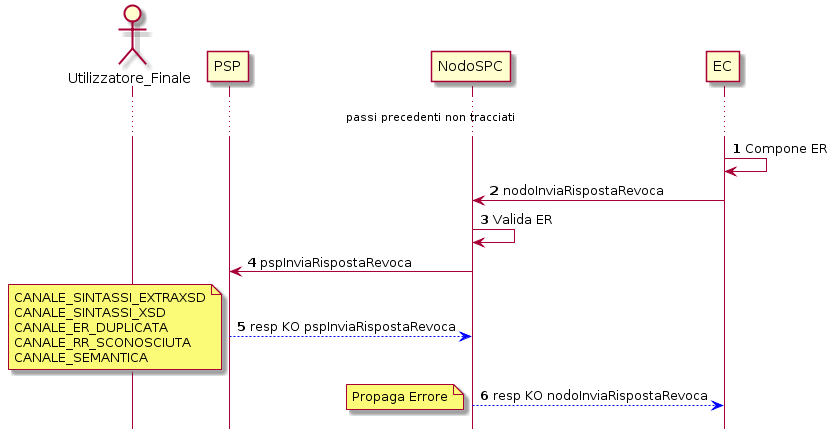 Utilizzatore_Finale
PSP
NodoSPC
EC
passi precedenti non tracciati
1 Compone ER
2 nodoInviaRispostaRevoca
3 Valida ER
4 pspInviaRispostaRevoca
CANALE_SINTASSI_EXTRAXSD
CANALE_SINTASSI_XSD
CANALE_ER_DUPLICATA
CANALE_RR_SCONOSCIUTA
CANALE_SEMANTICA
5 resp KO pspInviaRispostaRevoca
Propaga Errore
6 resp KO nodoInviaRispostaRevoca